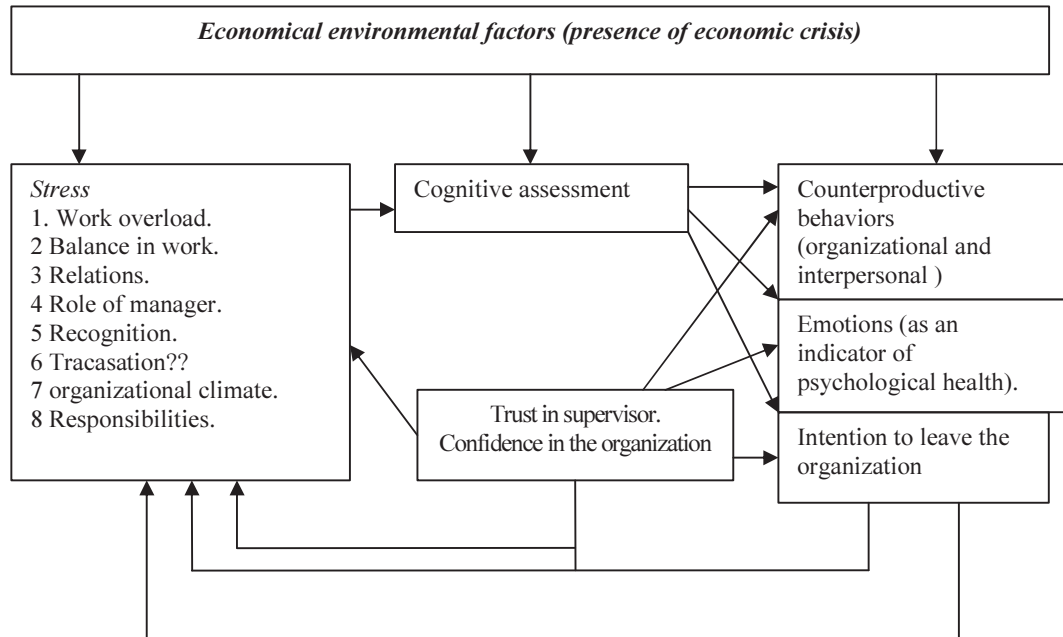 Economical environmental factors (presence of economic crisis)
Stress
1. Work overload.
2 Balance in work.
3 Relations.
4 Role of manager.
5 Recognition.
6 Tracasation??
7 organizational climate.
8 Responsibilities.
Cognitive assessment
Counterproductive
behaviors
(organizational and
interpersonal )
Emotions (as an
indicator of
psychological health).
Trust in supervisor.
Confidence in the organization
Intention to leave the
organization